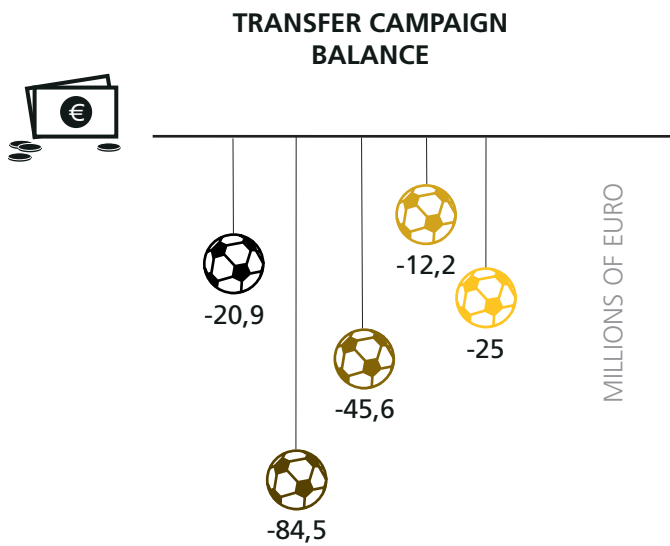 TRANSFER CAMPAIGN
BALANCE
€
-12,2
-20,9
-25
-45,6
-84,5
MILLIONS OF EURO